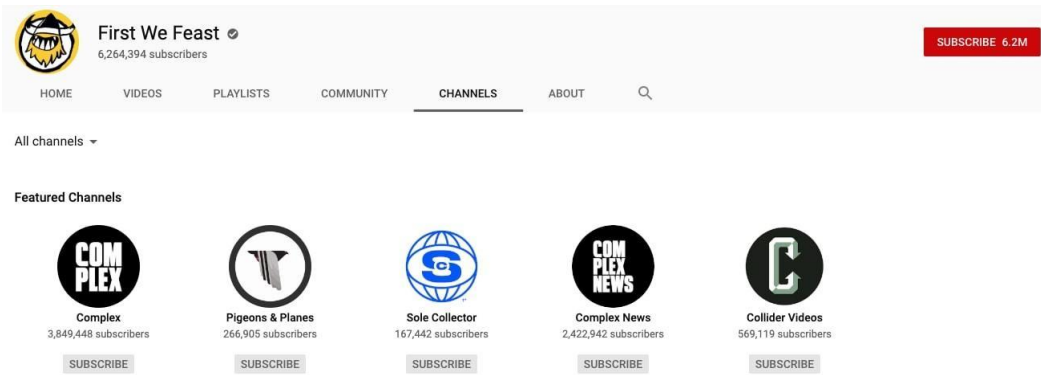 First We Feast
6,264,394 subscribers
SUBSCRIBE 6.2M
HOME VIDEOS PLAYLISTS COMMUNITY CHANNELS ABOUT
All channels
Featured Channels
COM
PLEX
COM
PLEX
NEWS
C
SC
Complex Pigeons & Planes Sole Collector Complex News Collider Videos
3,849,448 subscribers 266,905 subscribers 167,442 subscribers 2,422,942 subscribers 569,119 subscribers
SUBSCRIBE SUBSCRIBE SUBSCRIBE SUBSCRIBE SUBSCRIBE